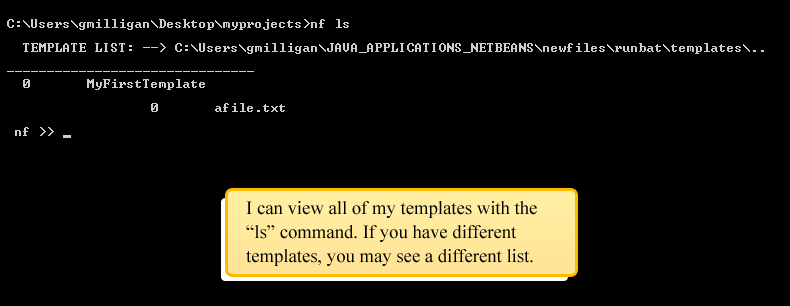 C:\Users\gmilligan\Desktop\myprojects>nf ls
TEMPLATE LIST: --> C:\Users\gmilligan\JAVA_APPLICATIONS_NETBEANS\newfiles\runbat\templates\..
_______________________________
0 MyFirstTemplate
0 afile.txt
nf >> _
I can view all of my templates with the
“ls” command. If you have different
templates, you may see a different list.